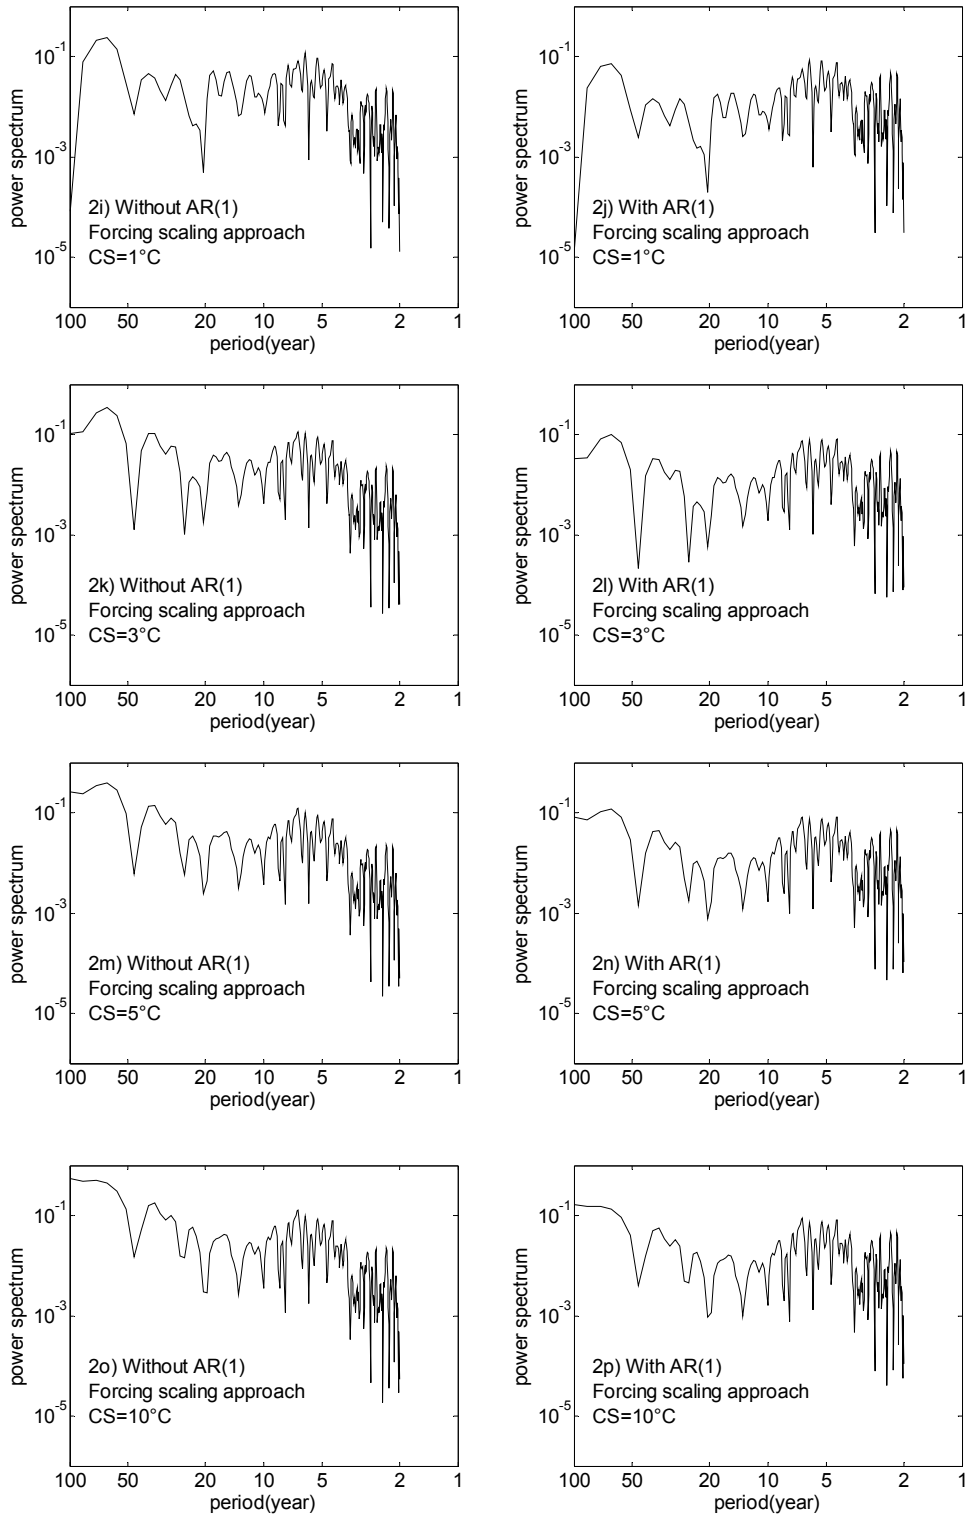 power spectrum
10^-1
10^-3
10^-5
2i) Without AR(1)
Forcing scaling approach
CS=1°C
100 50 20 10 5 2 1
period(year)
power spectrum
10^-1
10^-3
10^-5
2j) With AR(1)
Forcing scaling approach
CS=1°C
100 50 20 10 5 2 1
period(year)
power spectrum
10^-1
10^-3
10^-5
2k) Without AR(1)
Forcing scaling approach
CS=3°C
100 50 20 10 5 2 1
period(year)
power spectrum
10^-1
10^-3
10^-5
2l) With AR(1)
Forcing scaling approach
CS=3°C
100 50 20 10 5 2 1
period(year)
power spectrum
10^-1
10^-3
10^-5
2m) Without AR(1)
Forcing scaling approach
CS=5°C
100 50 20 10 5 2 1
period(year)
power spectrum
10^-1
10^-3
10^-5
2n) With AR(1)
Forcing scaling approach
CS=5°C
100 50 20 10 5 2 1
period(year)
power spectrum
10^-1
10^-3
10^-5
2o) Without AR(1)
Forcing scaling approach
CS=10°C
100 50 20 10 5 2 1
period(year)
power spectrum
10^-1
10^-3
10^-5
2p) With AR(1)
Forcing scaling approach
CS=10°C
100 50 20 10 5 2 1
period(year)